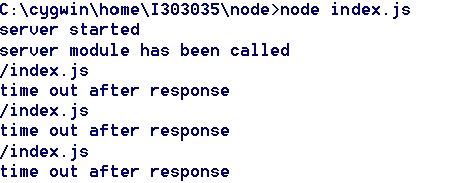 C:\cygwin\home\I303035\node>node index.js
server started
server module has been called
/index.js
time out after response
/index.js
time out after response
/index.js
time out after response